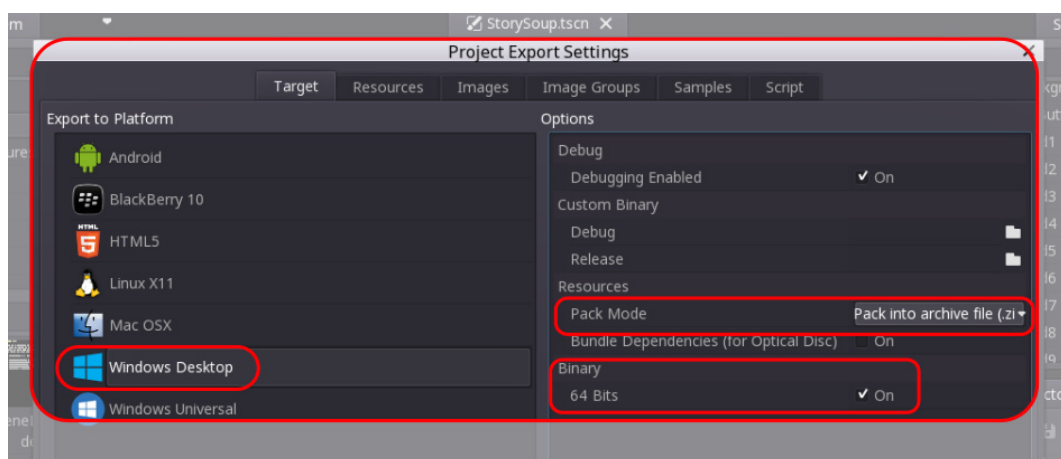 StorySoup.tscn
Project Export Settings
Target Resources Images Image Groups Samples Script
Export to Platform
Options
Android
BlackBerry 10
HTML
5
HTML5
Linux X11
Mac OSX
Windows Desktop
Windows Universal
Debug
Debugging Enabled On
Custom Binary
Debug
Release
Resources
Pack Mode Pack into archive file (.zi
Bundle Dependencies (for Optical Disc) On
Binary
64 Bits On